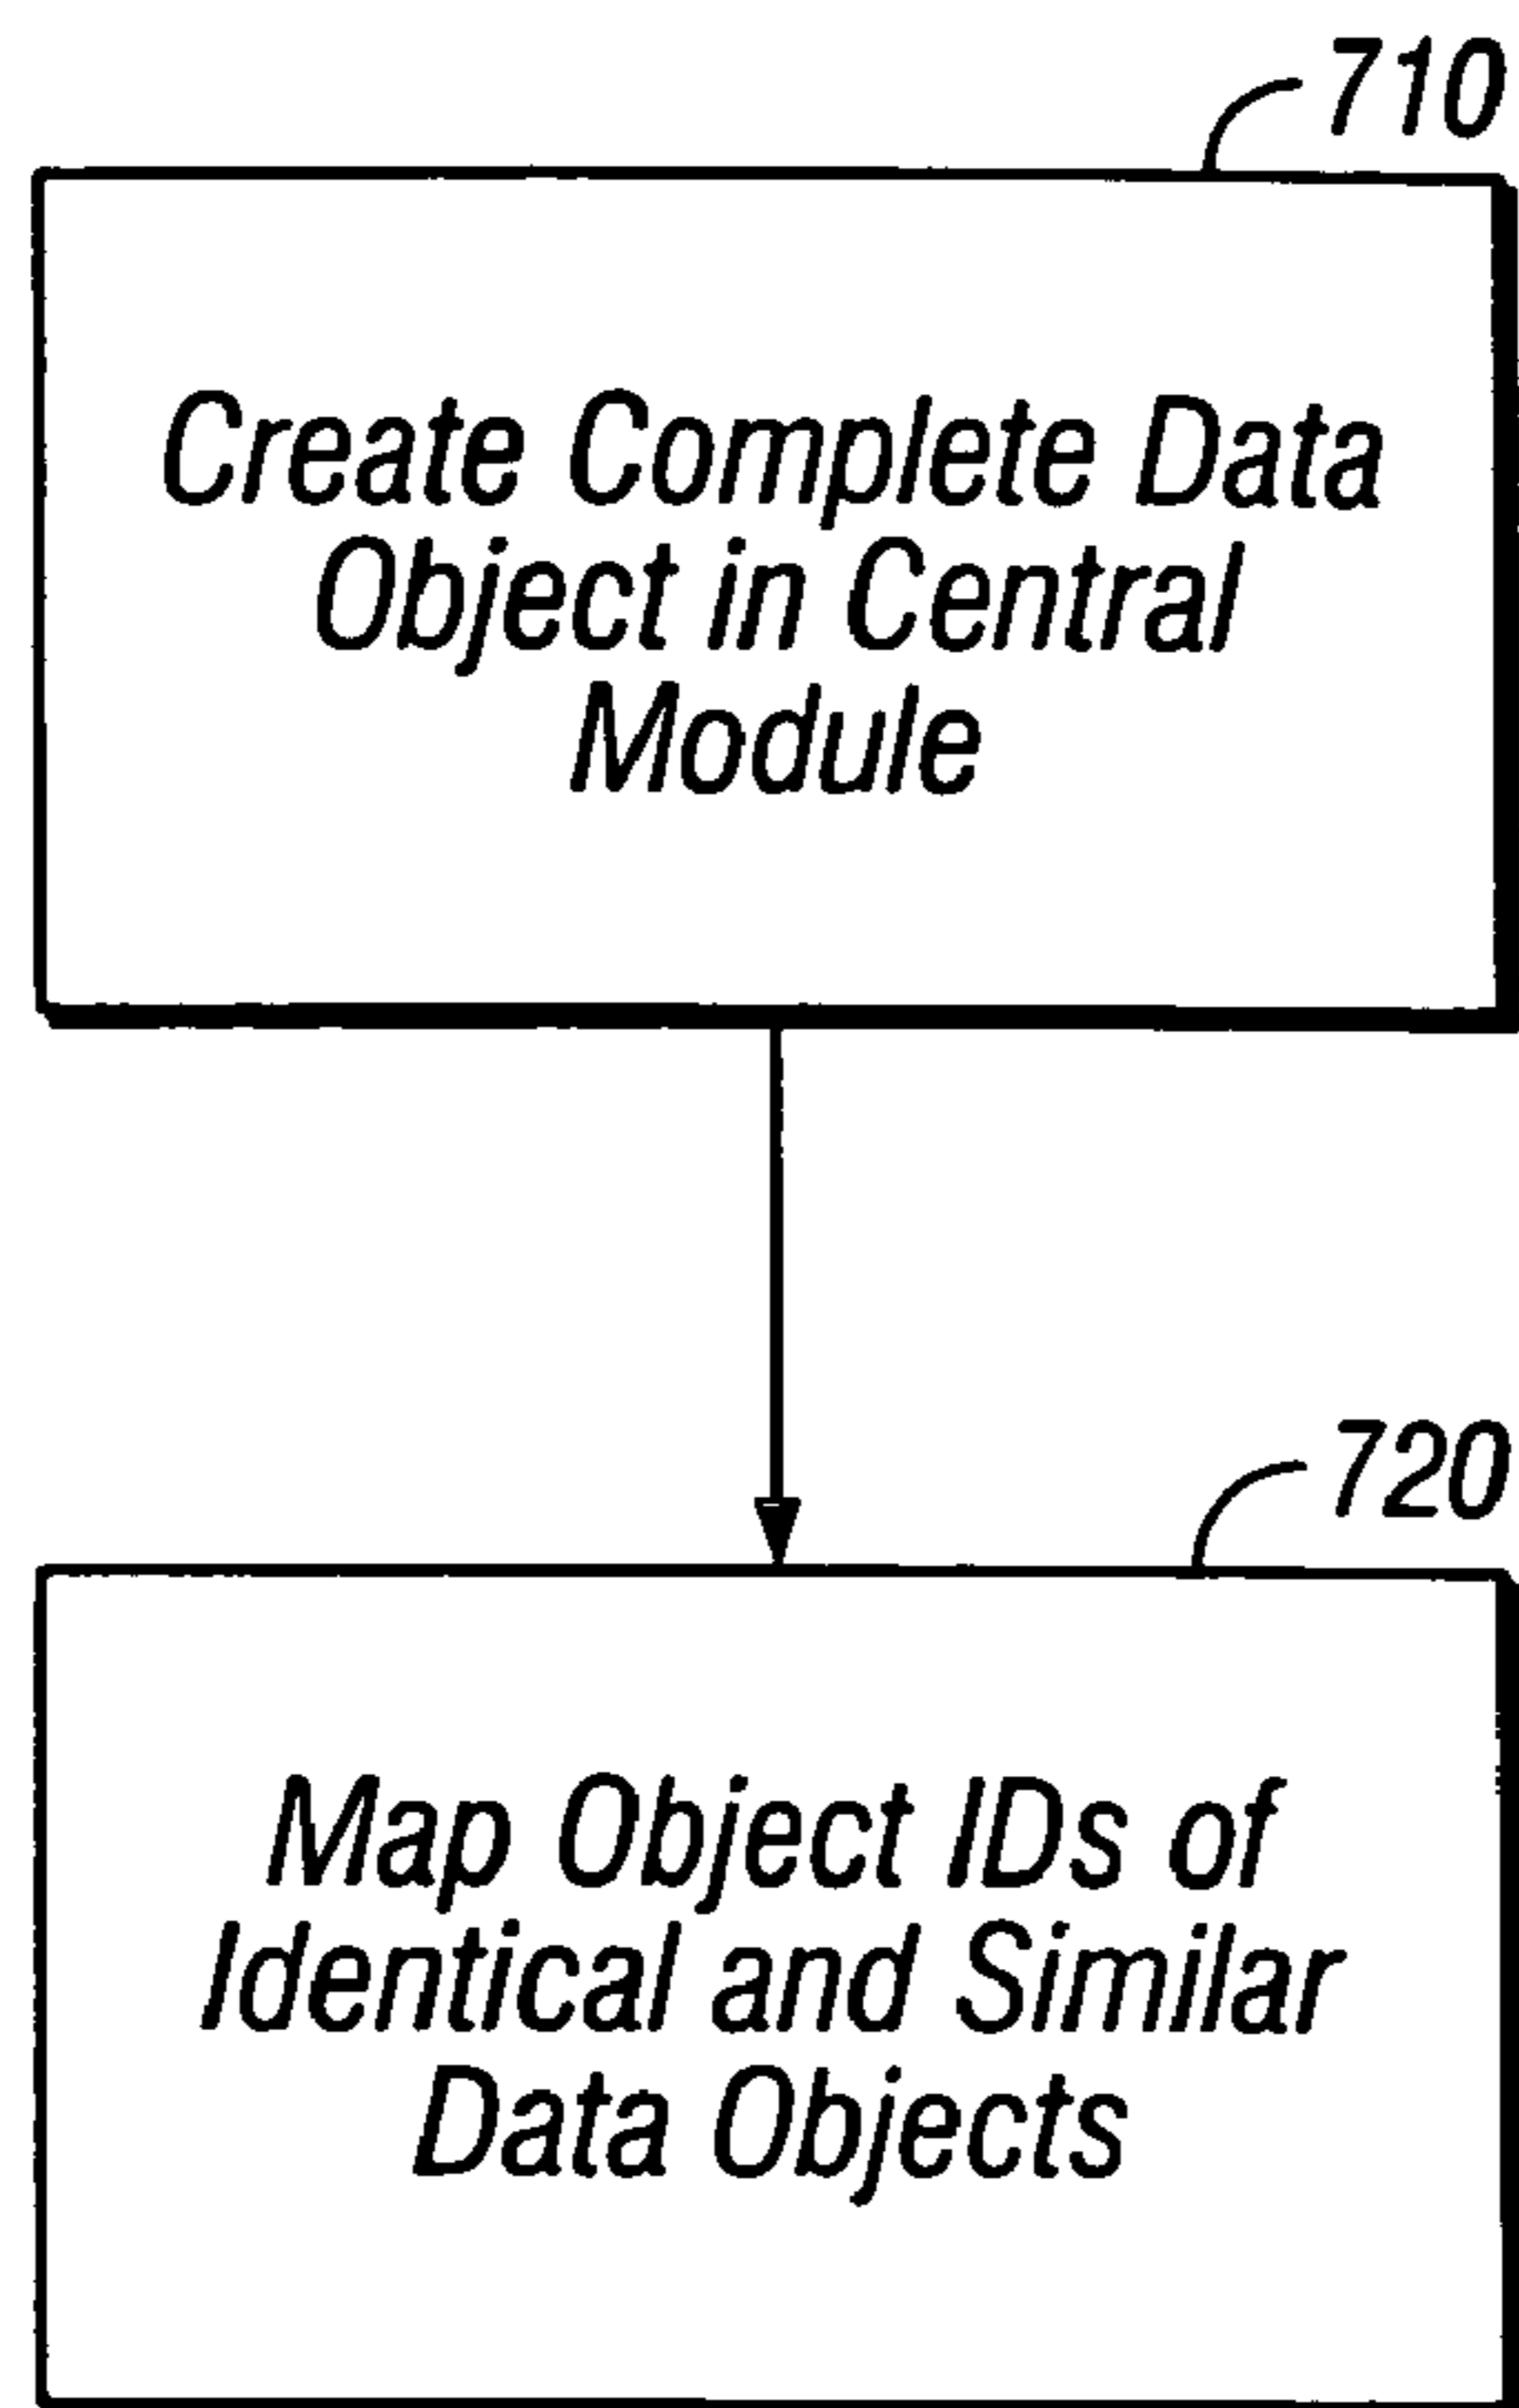 710
Create Complete Data
Object in Central
Module
720
Map Object IDs of
Identical and Similar
Data Objects